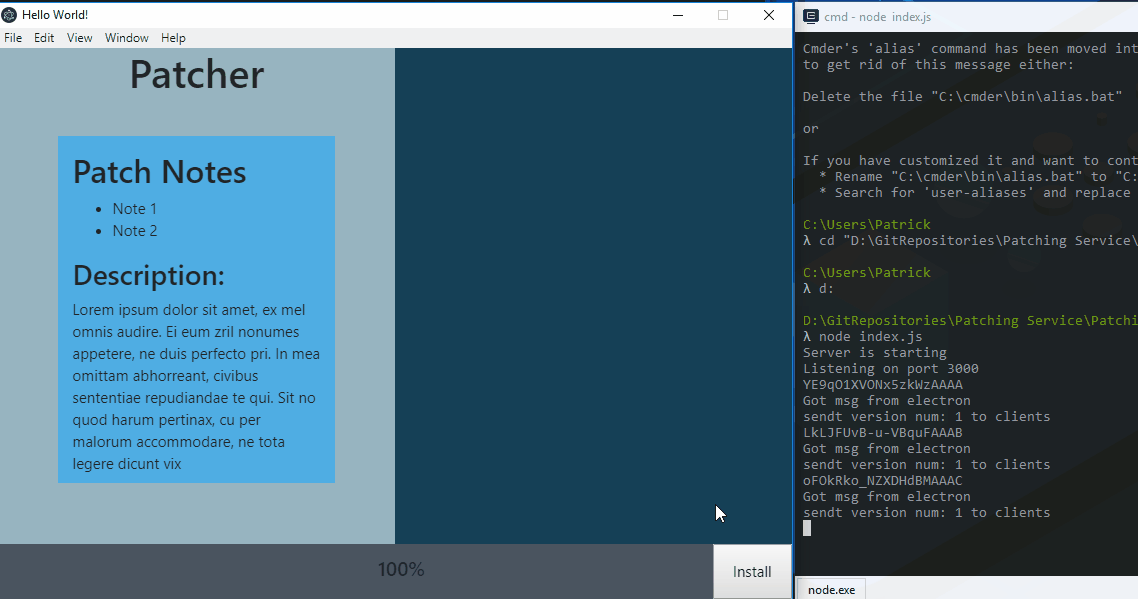 Hello World!
File Edit View Window Help
Patcher
Patch Notes
• Note 1
• Note 2
Description:
Lorem ipsum dolor sit amet, ex mel
omnis audire. Ei eum zril nonumes
appetere, ne duis perfecto pri. In mea
omittam abhorreant, civibus
sententiae repudiandae te qui. Sit no
quod harum pertinax, cu per
malorum accommodare, ne tota
legere dicunt vix
100%
Install
cmd - node index.js
Cmder's 'alias' command has been moved int
to get rid of this message either:
Delete the file "C:\cmder\bin\alias.bat"
or
If you have customized it and want to cont
* Rename "C:\cmder\bin\alias.bat" to "C:
* Search for 'user-aliases' and replace
C:\Users\Patrick
λ cd "D:\GitRepositories\Patching Service\
C:\Users\Patrick
λ d:
D:\GitRepositories\Patching Service\Patchi
λ node index.js
Server is starting
Listening on port 3000
YE9qO1XVONx5zkWzAAAA
Got msg from electron
sendt version num: 1 to clients
LkLJFUvB-u-VBquFAAAB
Got msg from electron
sendt version num: 1 to clients
oFOkRko_NZXDHdBMAAAC
Got msg from electron
sendt version num: 1 to clients
node.exe